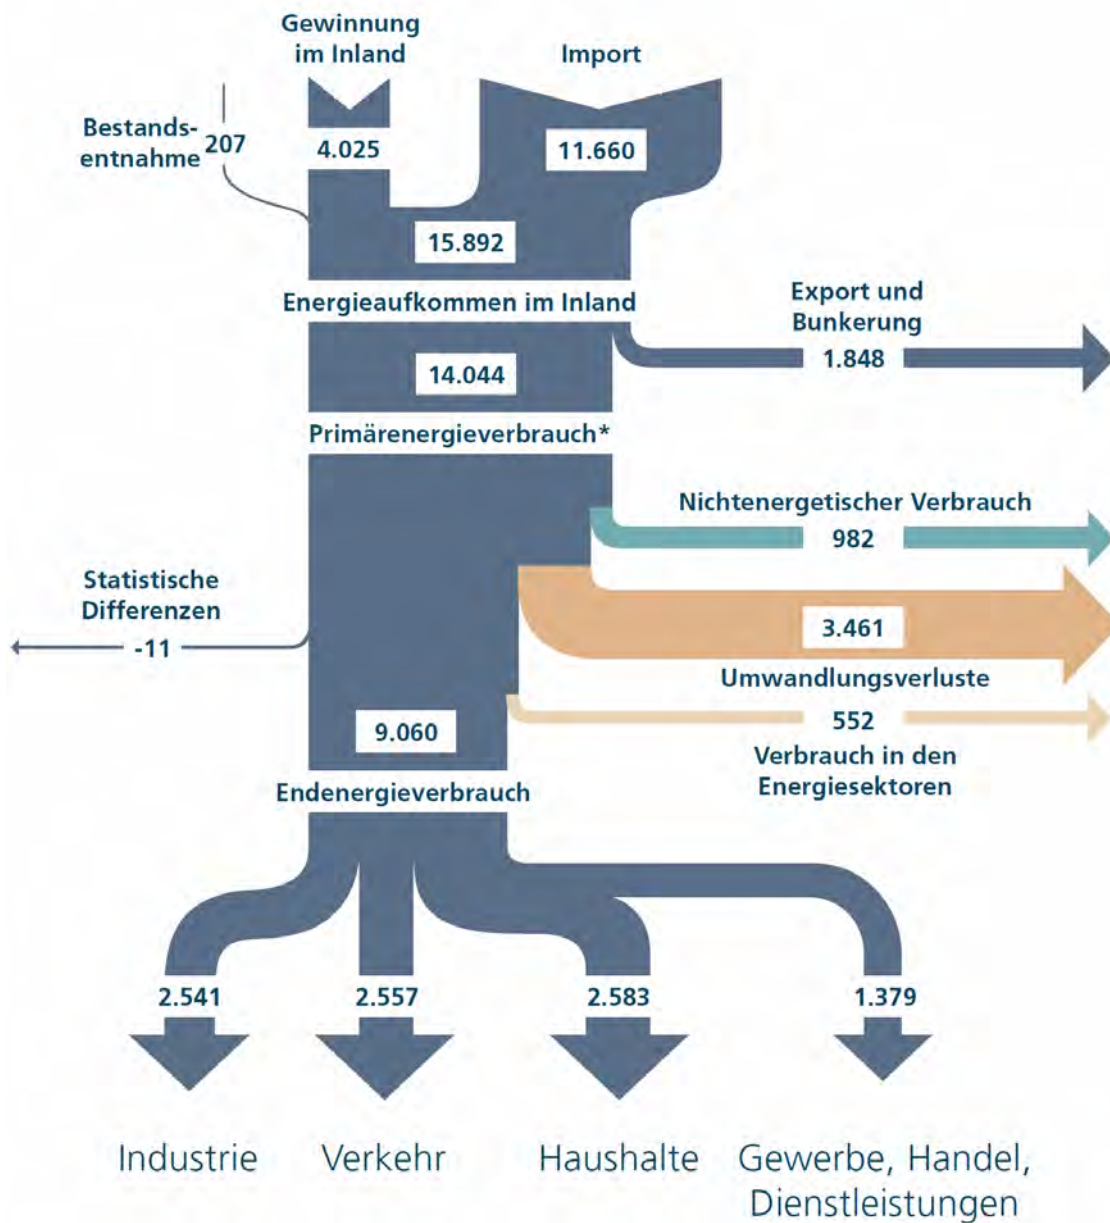 Gewinnung
im Inland
Import
Bestands-
entnahme
207
4.025
11.660
15.892
Energieaufkommen im Inland
Export und
Bunkerung
1.848
14.044
Primärenergieverbrauch*
Nichtenergetischer Verbrauch
982
Statistische
Differenzen
-11
3.461
Umwandlungsverluste
552
Verbrauch in den
Energiesektoren
9.060
Endenergieverbrauch
2.541
2.557
2.583
1.379
Industrie
Verkehr
Haushalte
Gewerbe, Handel,
Dienstleistungen